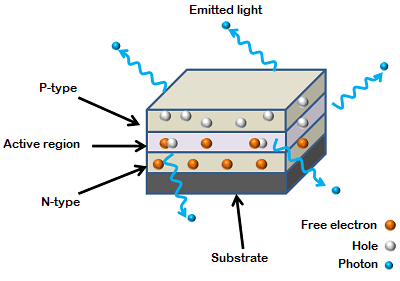 Emitted light
P-type
Active region
N-type
Substrate
Free electron
Hole
Photon